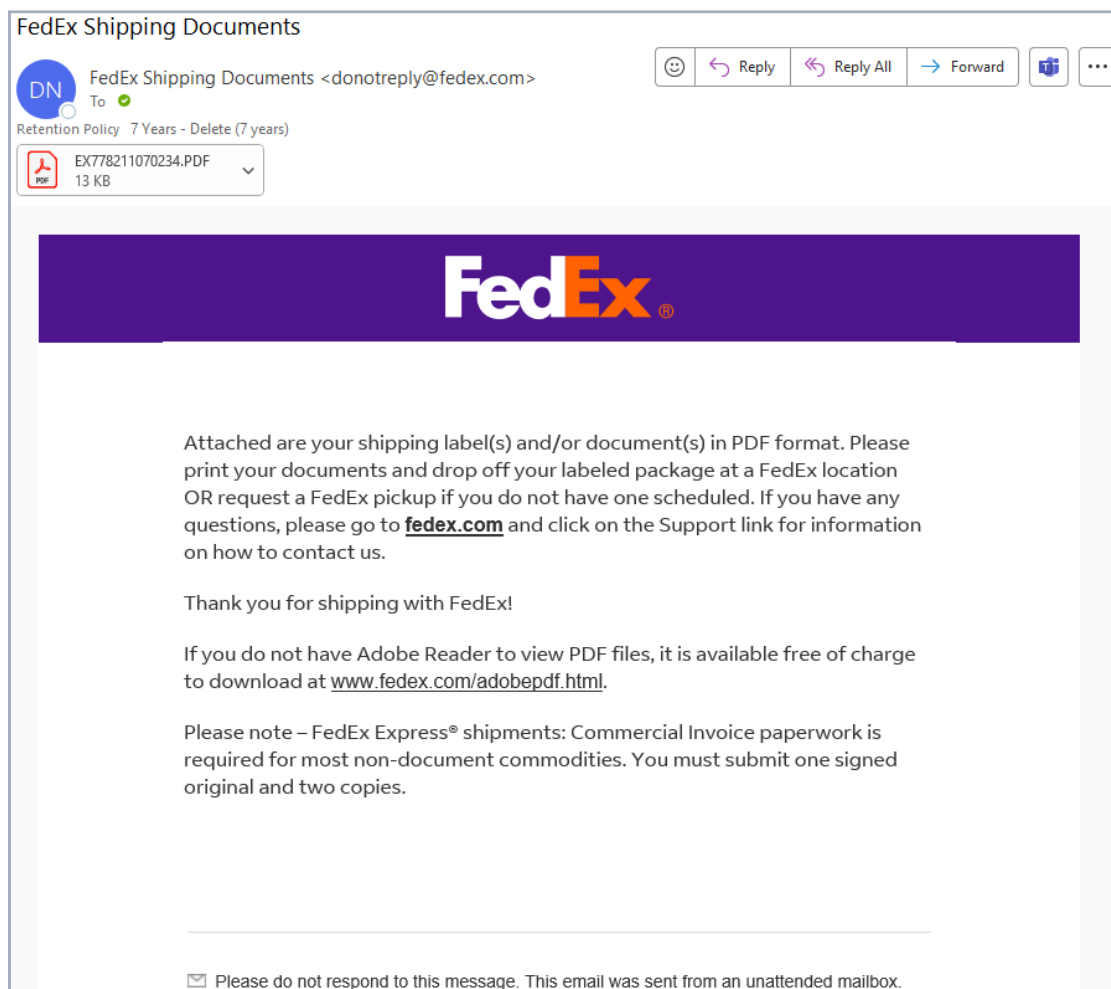 FedEx Shipping Documents
DN
FedEx Shipping Documents <donotreply@fedex.com>
To
Reply
Reply All
Forward
Retention Policy 7 Years - Delete (7 years)
PDF
EX778211070234.PDF
13 KB
FedEx®
Attached are your shipping label(s) and/or document(s) in PDF format. Please
print your documents and drop off your labeled package at a FedEx location
OR request a FedEx pickup if you do not have one scheduled. If you have any
questions, please go to fedex.com and click on the Support link for information
on how to contact us.
Thank you for shipping with FedEx!
If you do not have Adobe Reader to view PDF files, it is available free of charge
to download at www.fedex.com/adobepdf.html.
Please note – FedEx Express® shipments: Commercial Invoice paperwork is
required for most non-document commodities. You must submit one signed
original and two copies.
Please do not respond to this message. This email was sent from an unattended mailbox.